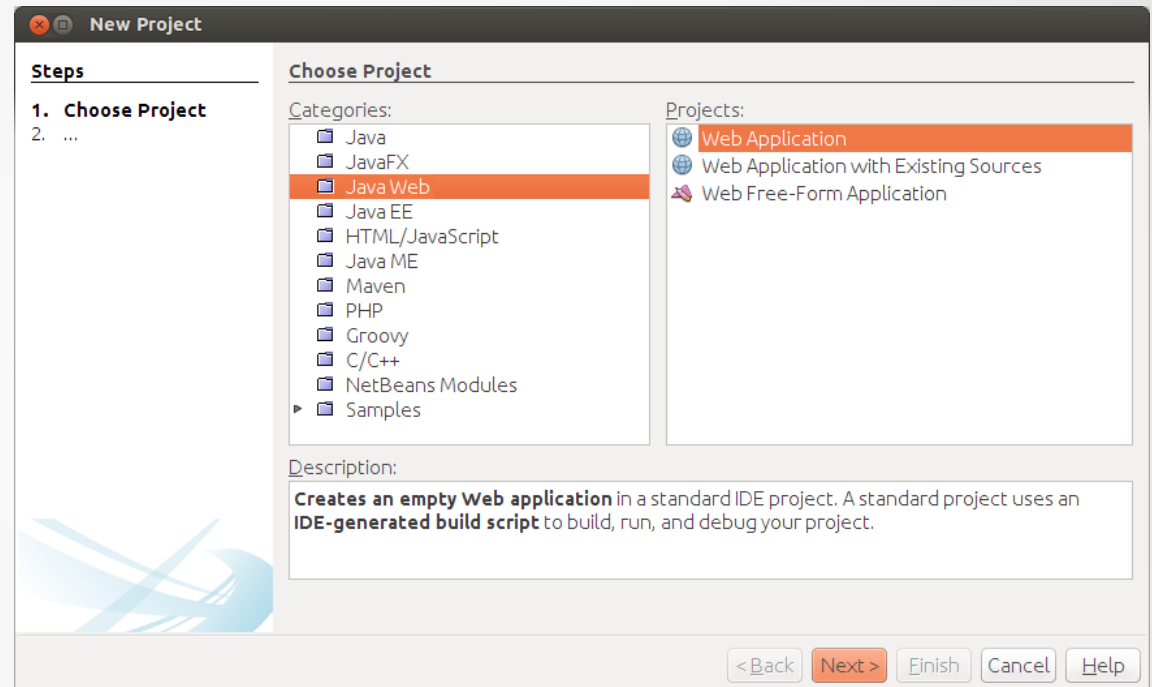 New Project
Steps
1. Choose Project
2. ...
Choose Project
Categories:
Java
JavaFX
Java Web
Java EE
HTML/JavaScript
Java ME
Maven
PHP
Groovy
C/C++
NetBeans Modules
Samples
Projects:
Web Application
Web Application with Existing Sources
Web Free-Form Application
Description:
Creates an empty Web application in a standard IDE project. A standard project uses an
IDE-generated build script to build, run, and debug your project.
< Back Next > Finish Cancel Help